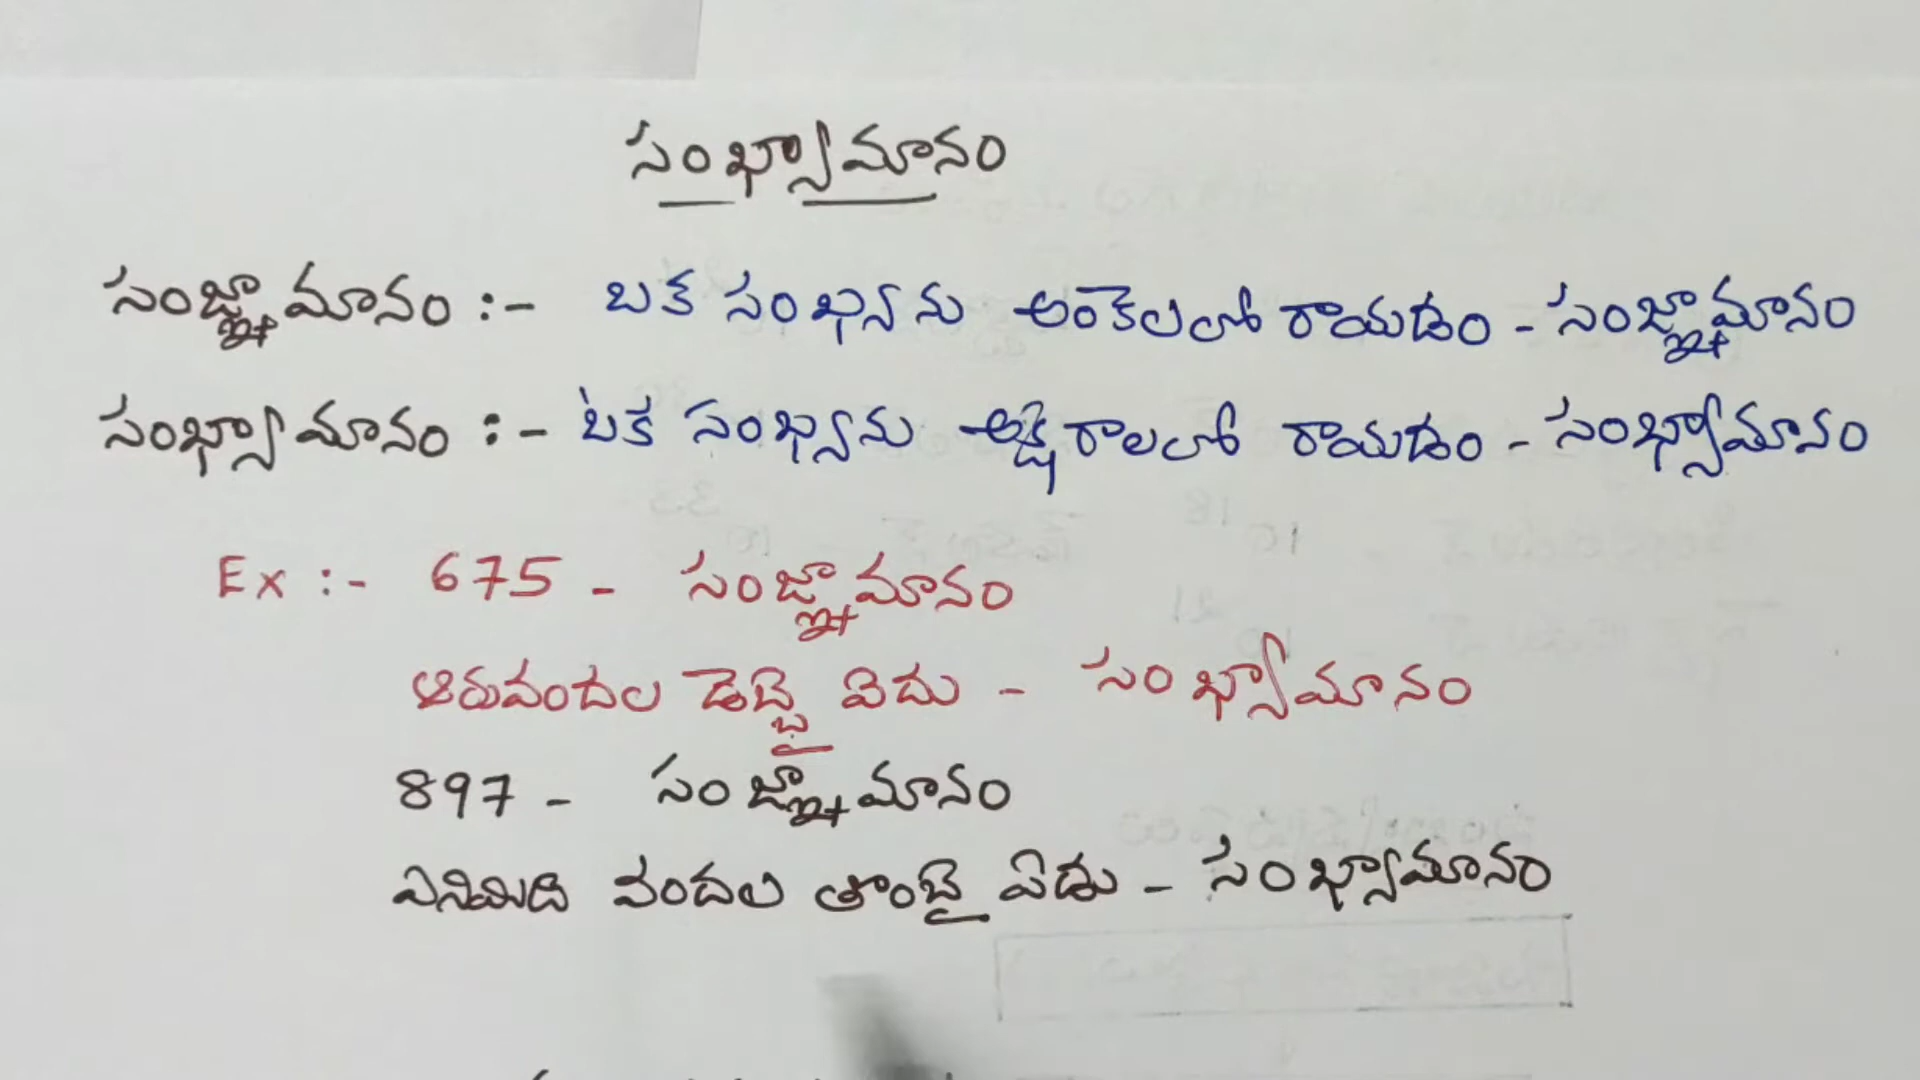 సంఖ్యామానం
సంజ్ఞామానం :- ఒక సంఖ్యను అంకెలలో రాయడం - సంజ్ఞామానం
సంఖ్యామానం :- ఒక సంఖ్యను అక్షరాలలో రాయడం - సంఖ్యామానం
Ex :- 675 - సంజ్ఞామానం
ఆరువందల డెబ్బై ఐదు - సంఖ్యామానం
897 - సంజ్ఞామానం
ఎనిమిది వందల తొంబై ఏడు - సంఖ్యామానం